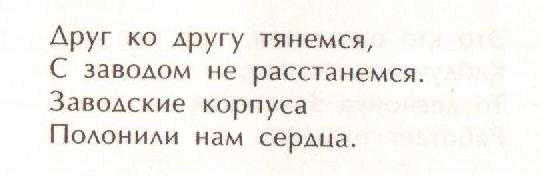 Друг ко другу тянемся,
С заводом не расстанемся.
Заводские корпуса
Полонили нам сердца.